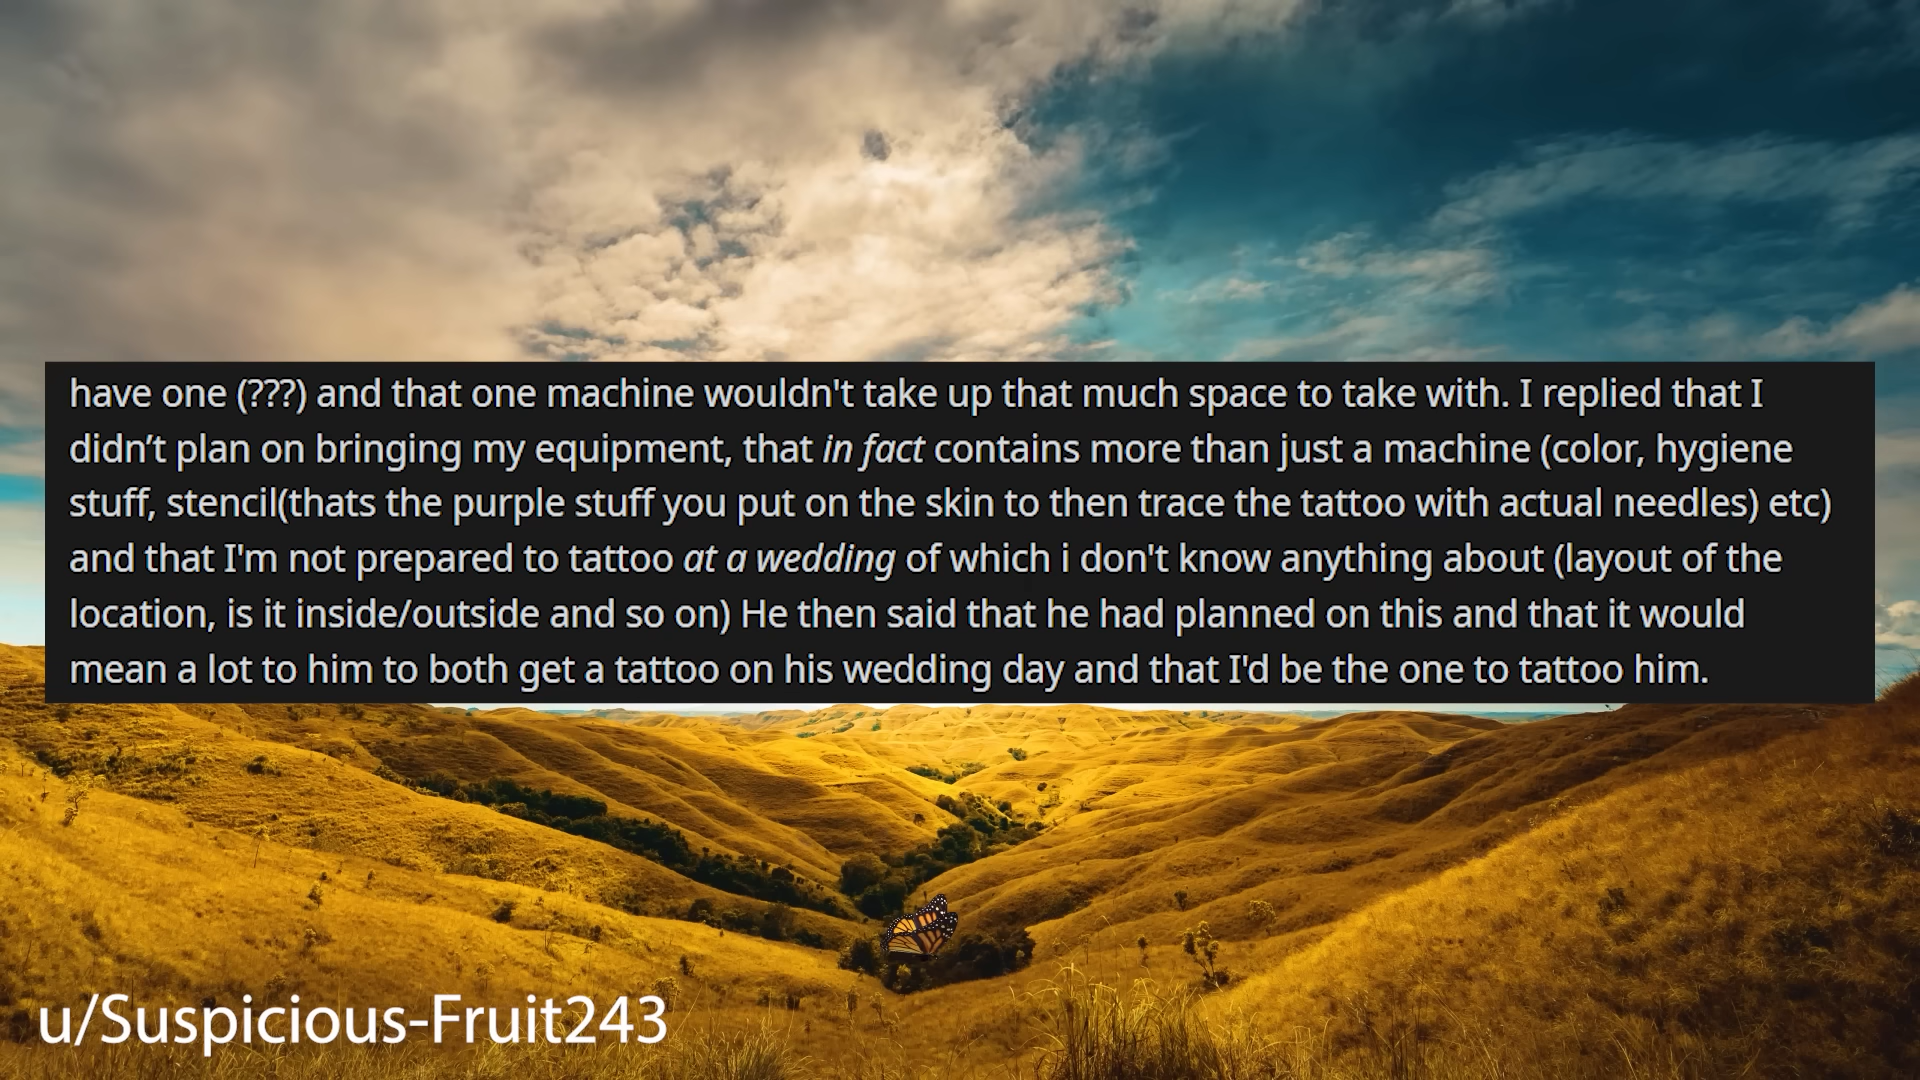 have one (???) and that one machine wouldn't take up that much space to take with. I replied that I
didn’t plan on bringing my equipment, that in fact contains more than just a machine (color, hygiene
stuff, stencil(thats the purple stuff you put on the skin to then trace the tattoo with actual needles) etc)
and that I'm not prepared to tattoo at a wedding of which i don't know anything about (layout of the
location, is it inside/outside and so on) He then said that he had planned on this and that it would
mean a lot to him to both get a tattoo on his wedding day and that I'd be the one to tattoo him.
u/Suspicious-Fruit243